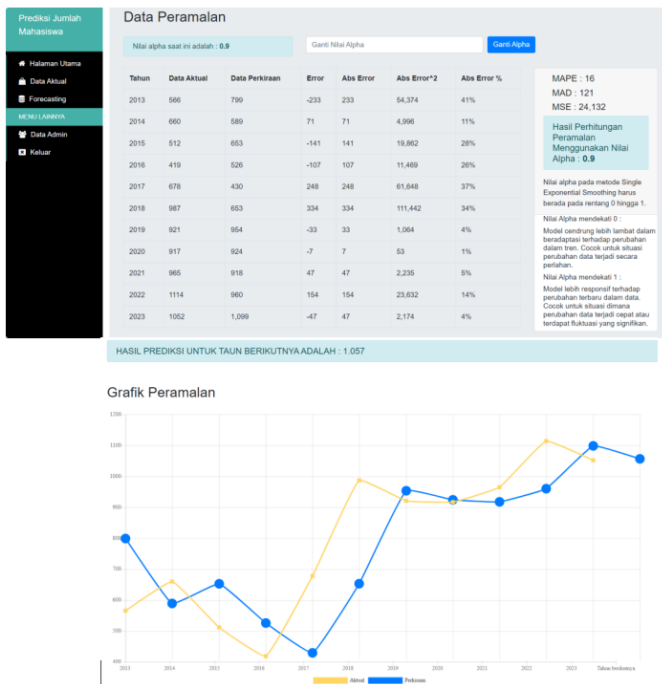 Prediksi Jumlah
Mahasiswa
Halaman Utama
Data Aktual
Forecasting
MENU LAINNYA
Data Admin
Keluar
Data Peramalan
Nilai alpha saat ini adalah : 0.9
Ganti Nilai Alpha
Ganti Alpha
Tahun Data Aktual Data Perkiraan Error Abs Error Abs Error^2 Abs Error %
2013 566 799 -233 233 54,374 41%
2014 660 589 71 71 4,996 11%
2015 512 653 -141 141 19,862 28%
2016 419 526 -107 107 11,469 26%
2017 678 430 248 248 61,648 37%
2018 987 653 334 334 111,442 34%
2019 921 954 -33 33 1,064 4%
2020 917 924 -7 7 53 1%
2021 965 918 47 47 2,235 5%
2022 1114 960 154 154 23,632 14%
2023 1052 1,099 -47 47 2,174 4%
MAPE : 16
MAD : 121
MSE : 24,132
Hasil Perhitungan
Peramalan
Menggunakan Nilai
Alpha : 0.9
Nilai alpha pada metode Single
Exponential Smoothing harus
berada pada rentang 0 hingga 1.
Nilai Alpha mendekati 0 :
Model cendrung lebih lambat dalam
beradaptasi terhadap perubahan
dalam tren. Cocok untuk situasi
perubahan data terjadi secara
perlahan.
Nilai Alpha mendekati 1 :
Model lebih responsif terhadap
perubahan terbaru dalam data.
Cocok untuk situasi dimana
perubahan data terjadi cepat atau
terdapat fluktuasi yang signifikan.
HASIL PREDIKSI UNTUK TAUN BERIKUTNYA ADALAH : 1.057
Grafik Peramalan
1200
1100
1000
900
800
700
600
500
400
2013 2014 2015 2016 2017 2018 2019 2020 2021 2022 2023 Tahun berikutnya
Aktual Perkiraan